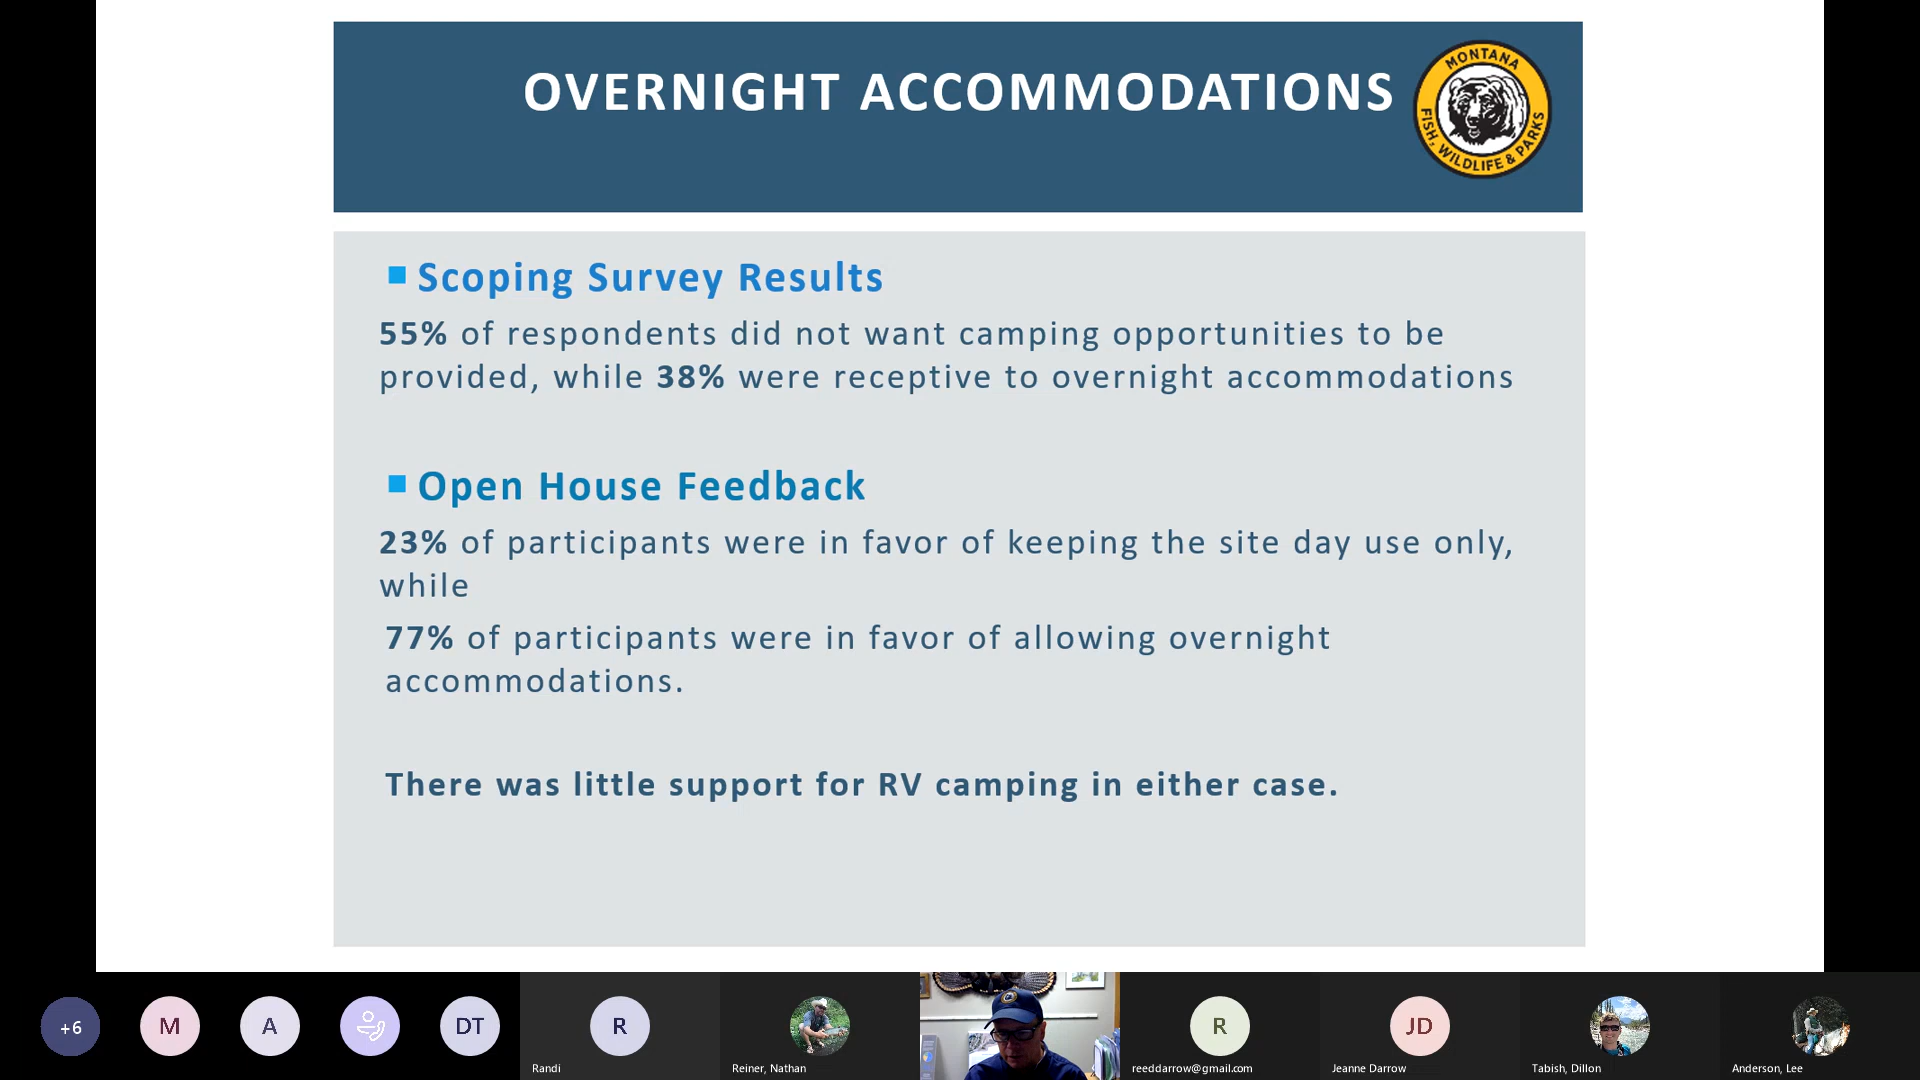 OVERNIGHT ACCOMMODATIONS
MONTANA
FISH, WILDLIFE & PARKS
Scoping Survey Results
55% of respondents did not want camping opportunities to be
provided, while 38% were receptive to overnight accommodations
Open House Feedback
23% of participants were in favor of keeping the site day use only,
while
77% of participants were in favor of allowing overnight
accommodations.
There was little support for RV camping in either case.
+6
M
A
DT
R
R
JD
Randi
Reiner, Nathan
reeddarrow@gmail.com
Jeanne Darrow
Tabish, Dillon
Anderson, Lee